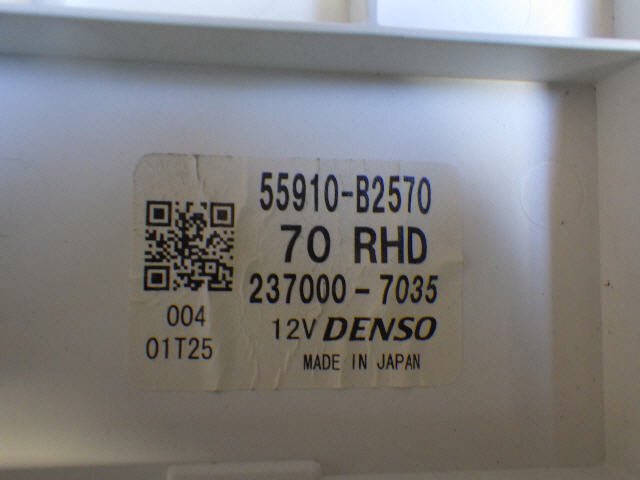 55910-B2570
70 RHD
237000-7035
004
12V DENSO
01T25
MADE IN JAPAN